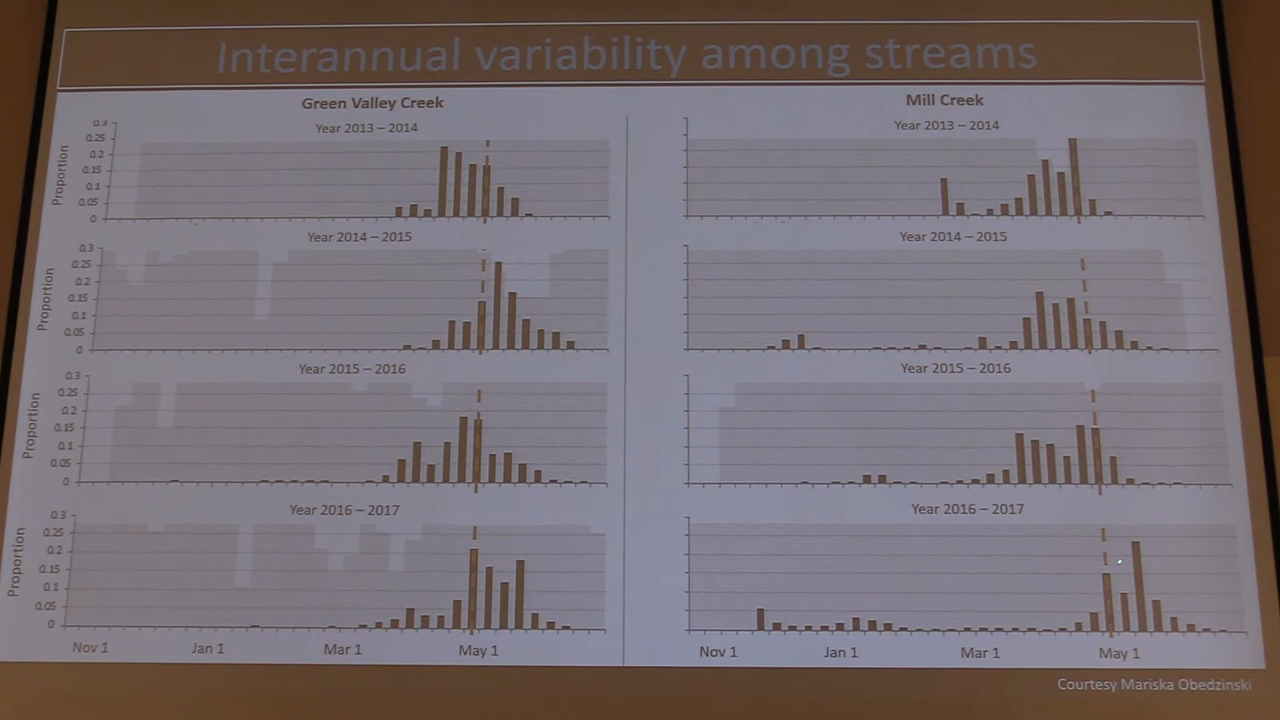 Interannual variability among streams
Green Valley Creek
Year 2013 – 2014
Proportion
0.3
0.25
0.2
0.15
0.1
0.05
0
Year 2014 – 2015
Proportion
0.3
0.25
0.2
0.15
0.1
0.05
0
Year 2015 – 2016
Proportion
0.3
0.25
0.2
0.15
0.1
0.05
0
Year 2016 – 2017
Proportion
0.3
0.25
0.2
0.15
0.1
0.05
0
Nov 1 Jan 1 Mar 1 May 1
Mill Creek
Year 2013 – 2014
Year 2014 – 2015
Year 2015 – 2016
Year 2016 – 2017
Nov 1 Jan 1 Mar 1 May 1
Courtesy Mariska Obedzinski